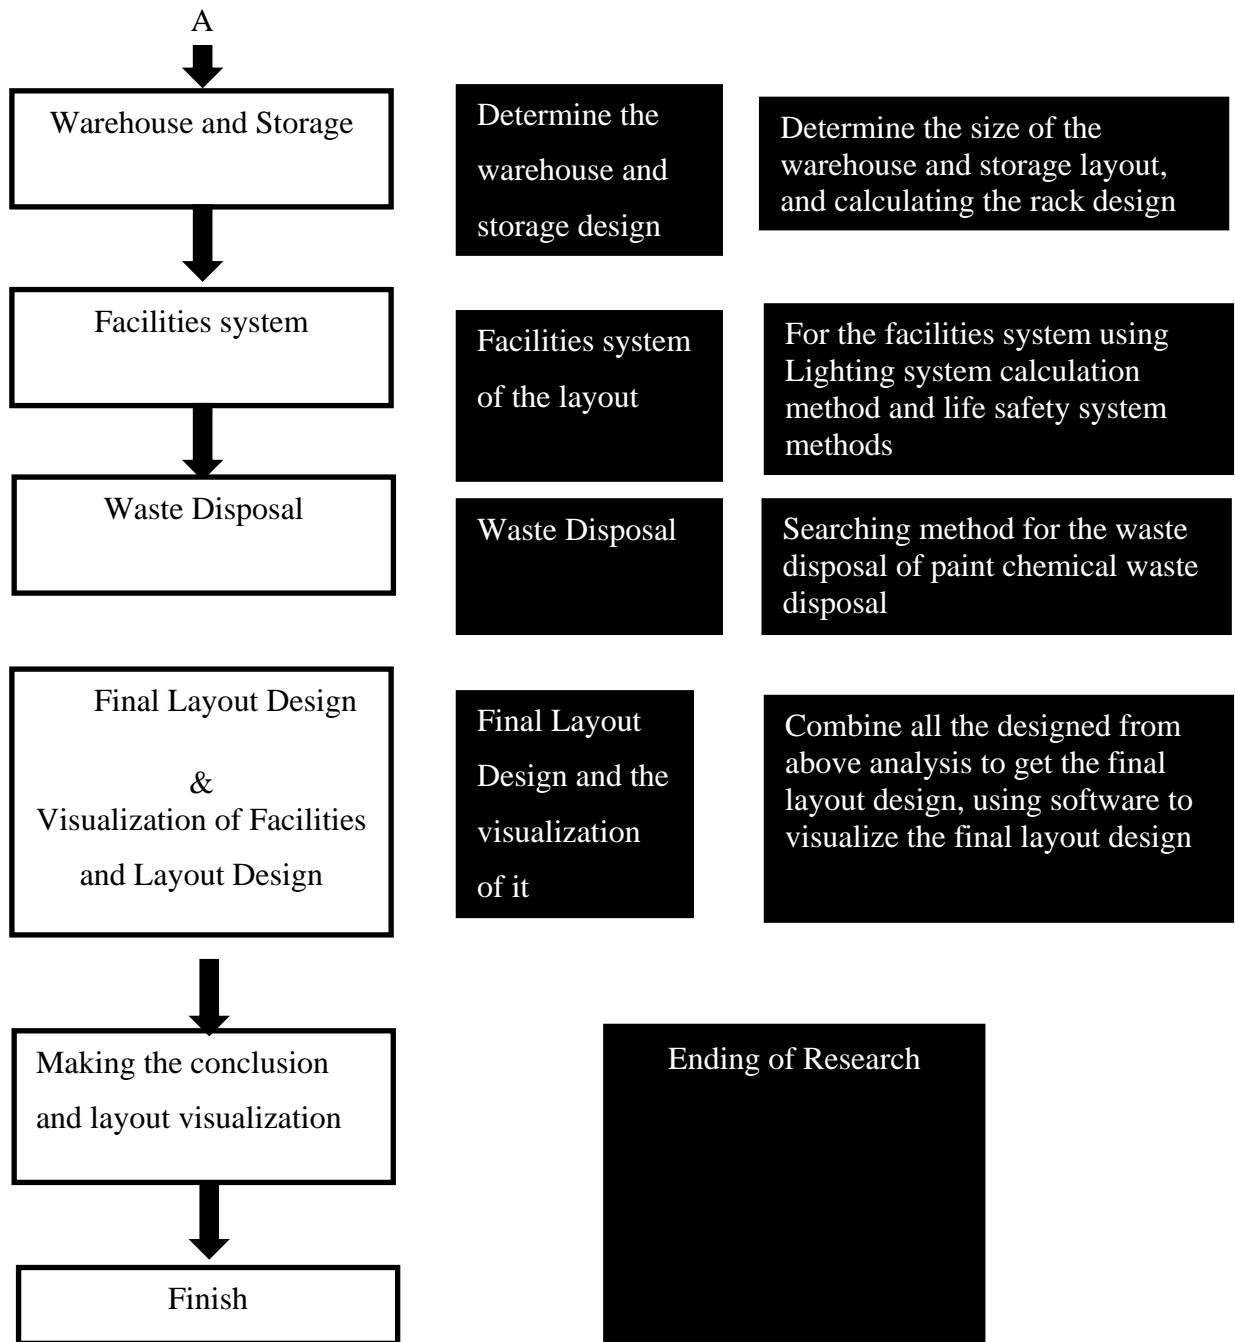 A
Warehouse and Storage
Determine the
warehouse and
storage design
Determine the size of the
warehouse and storage layout,
and calculating the rack design
Facilities system
Facilities system
of the layout
For the facilities system using
Lighting system calculation
method and life safety system
methods
Waste Disposal
Waste Disposal
Searching method for the waste
disposal of paint chemical waste
disposal
Final Layout Design
&
Visualization of Facilities
and Layout Design
Final Layout
Design and the
visualization
of it
Combine all the designed from
above analysis to get the final
layout design, using software to
visualize the final layout design
Making the conclusion
and layout visualization
Ending of Research
Finish